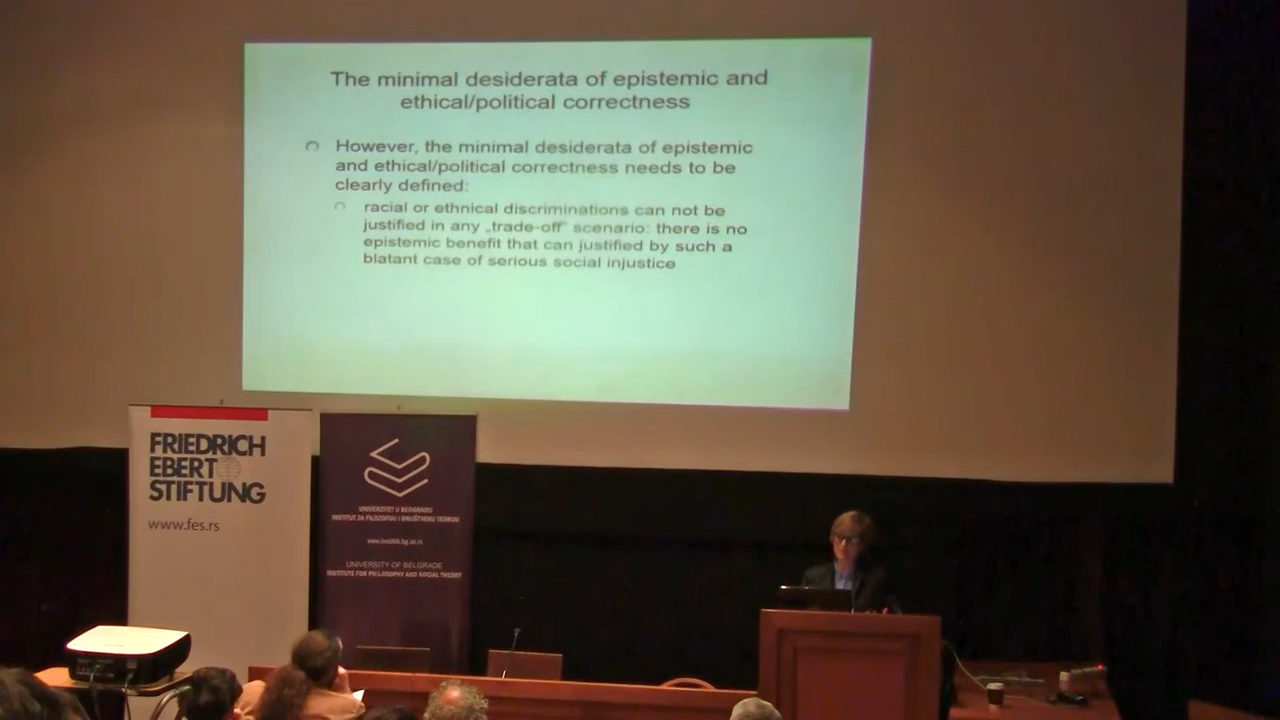 The minimal desiderata of epistemic and
ethical/political correctness
However, the minimal desiderata of epistemic
and ethical/political correctness needs to be
clearly defined:
racial or ethnical discriminations can not be
justified in any „trade-off” scenario: there is no
epistemic benefit that can justified by such a
blatant case of serious social injustice
FRIEDRICH
EBERT
STIFTUNG
www.fes.rs
UNIVERZITET U BEOGRADU
INSTITUT ZA FILOZOFIJU I DRUŠTVENU TEORIJU
UNIVERSITY OF BELGRADE
INSTITUTE FOR PHILOSOPHY AND SOCIAL THEORY